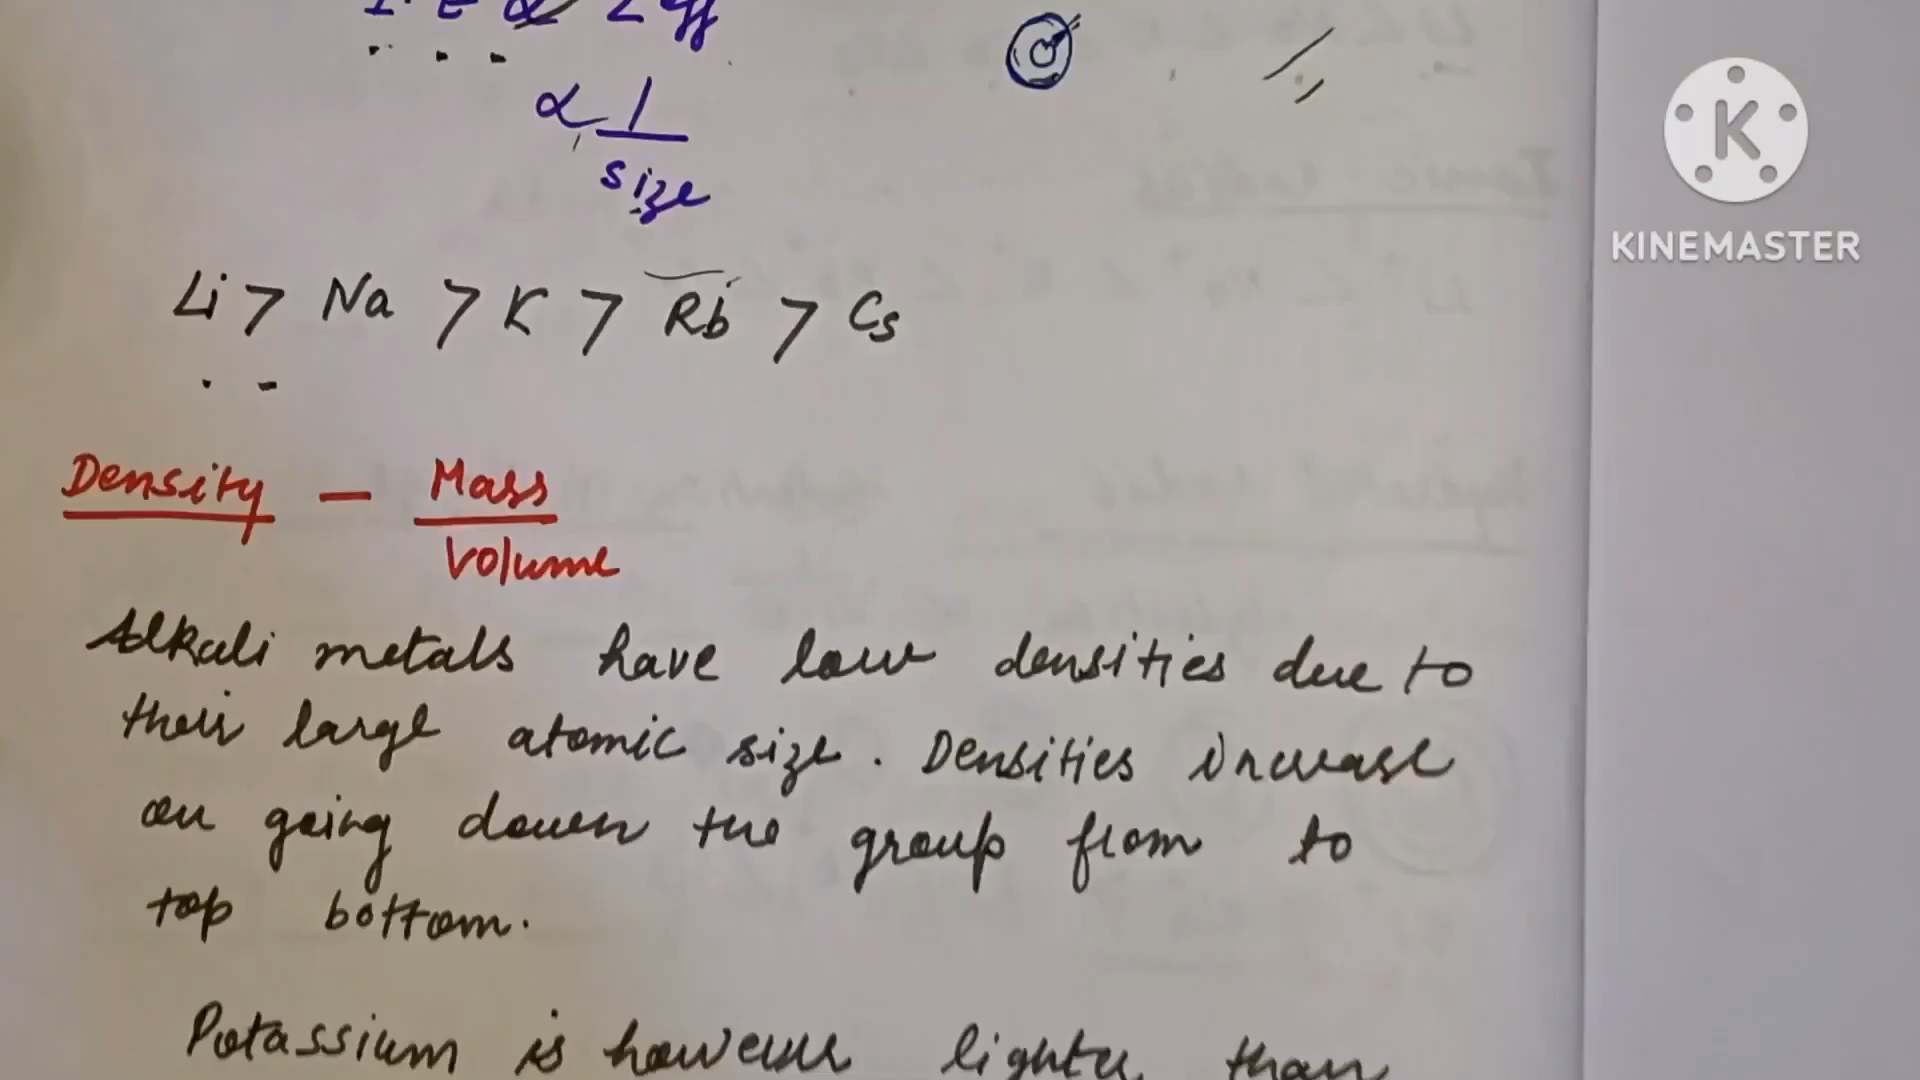 I.E α Zeff
α 1
size
Li > Na > K > Rb > Cs
Density – Mass
Volume
Alkali metals have low densities due to
their large atomic size. Densities increase
on going down the group from to
top bottom.
Potassium is however lighter than
K
KINEMASTER